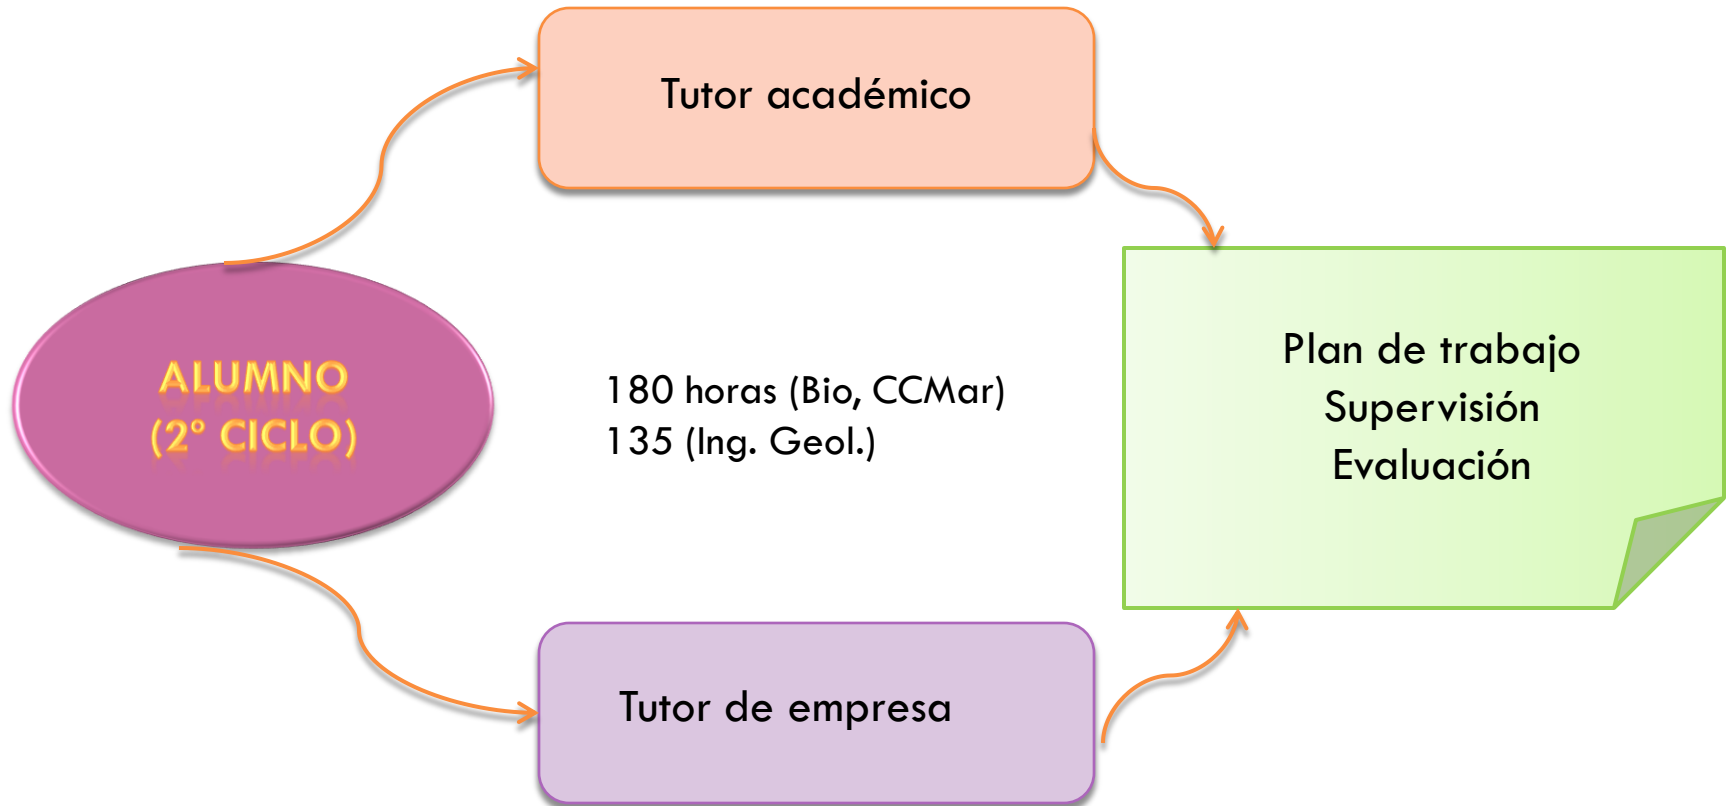 Tutor académico
ALUMNO
(2º CICLO)
180 horas (Bio, CCMar)
135 (Ing. Geol.)
Plan de trabajo
Supervisión
Evaluación
Tutor de empresa